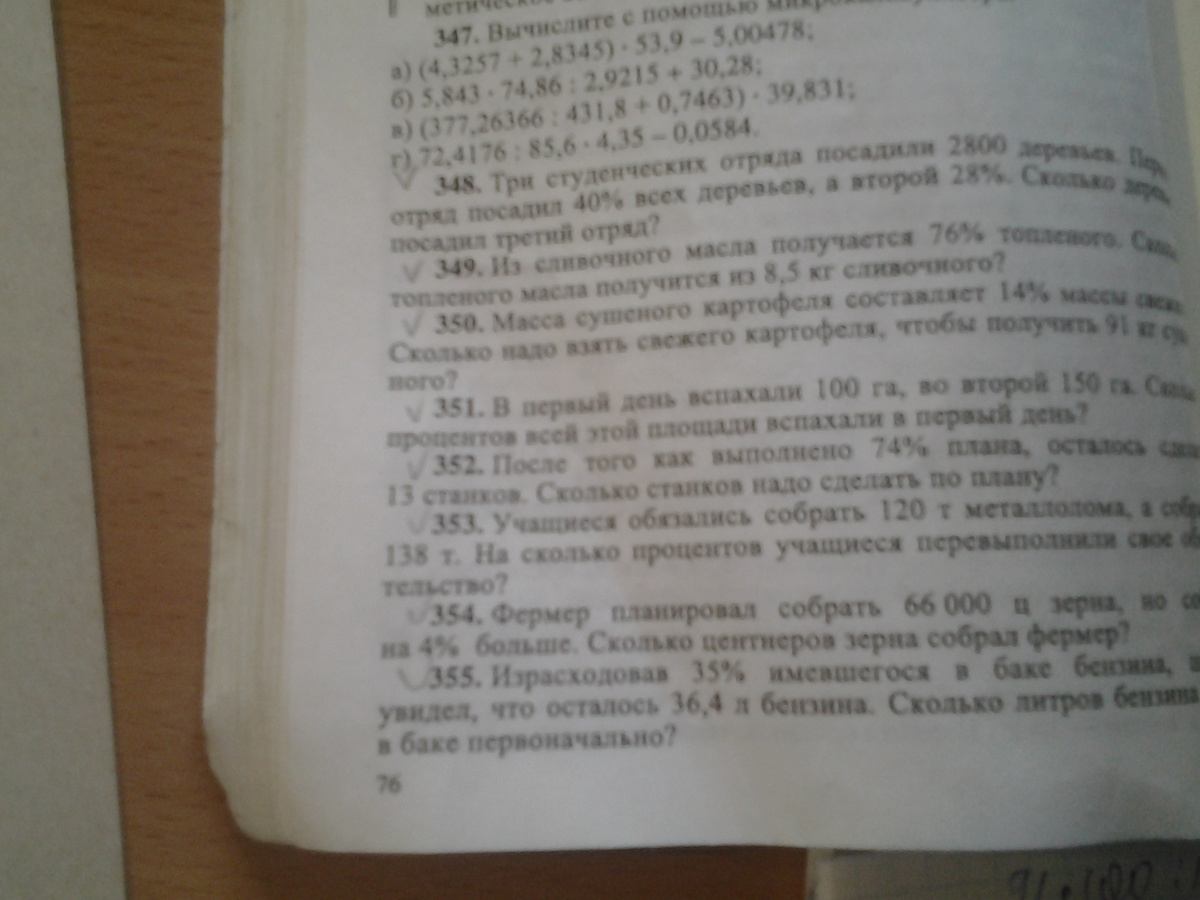 метическое
347. Вычислите с помощью
а) (4,3257 + 2,8345) · 53,9 – 5,00478;
б) 5,843 · 74,86 : 2,9215 + 30,28;
в) (377,26366 : 431,8 + 0,7463) · 39,831;
г) 72,4176 : 85,6 · 4,35 – 0,0584.
348. Три студенческих отряда посадили 2800 деревьев.
отряд посадил 40% всех деревьев, а второй 28%. Сколько
посадил третий отряд?
349. Из сливочного масла получается 76% топленого.
топленого масла получится из 8,5 кг сливочного?
350. Масса сушеного картофеля составляет 14% массы
Сколько надо взять свежего картофеля, чтобы получить 91 кг
ного?
351. В первый день вспахали 100 га, во второй 150 га.
процентов всей этой площади вспахали в первый день?
352. После того как выполнено 74% плана, осталось
13 станков. Сколько станков надо сделать по плану?
353. Учащиеся обязались собрать 120 т металлолома, а
138 т. На сколько процентов учащиеся перевыполнили свое
тельство?
354. Фермер планировал собрать 66 000 ц зерна, но
на 4% больше. Сколько центнеров зерна собрал фермер?
355. Израсходовав 35% имевшегося в баке бензина,
увидел, что осталось 36,4 л бензина. Сколько литров бензина
в баке первоначально?
76